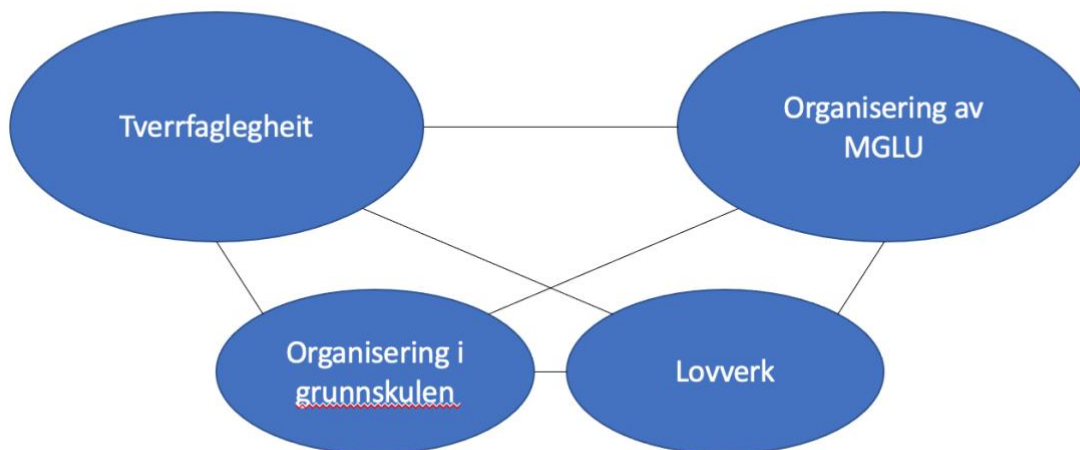 Tverrfaglegheit
Organisering av
MGLU
Organisering i
grunnskulen
Lovverk